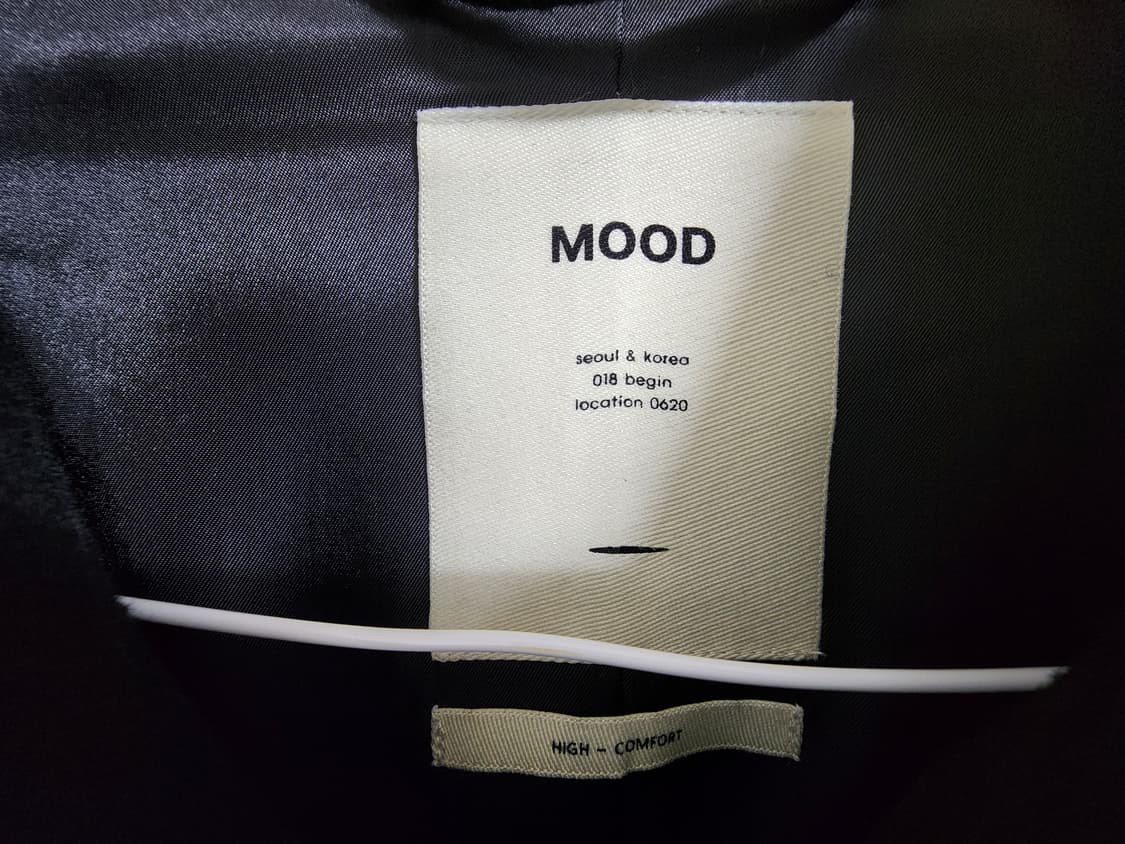 MOOD
seoul & korea
018 begin
location 0620
HIGH - COMFORT